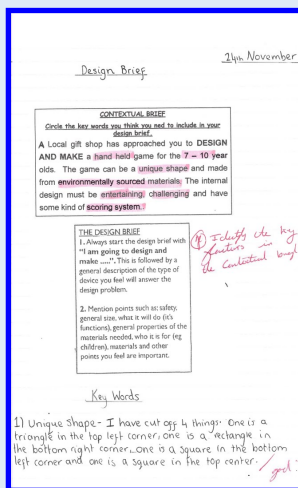 24th November
Design Brief
CONTEXTUAL BRIEF
Circle the key words you think you need to include in your
design brief.
A Local gift shop has approached you to DESIGN
AND MAKE a hand held game for the 7 – 10 year
olds. The game can be a unique shape and made
from environmentally sourced materials. The internal
design must be entertaining, challenging and have
some kind of scoring system.
THE DESIGN BRIEF
1. Always start the design brief with
"I am going to design and
make .....". This is followed by a
general description of the type of
device you feel will answer the
design problem.
2. Mention points such as; safety,
general size, what it will do (it's
functions), general properties of the
materials needed, who is it for (eg
children), materials and other
points you feel are important.
Identify the key
factors in
the Contextual brief
Key Words
1) Unique shape - I have cut off 4 things. One is a
triangle in the top left corner, one is a rectangle in
the bottom right corner, one is a square in the bottom
left corner and one is a square in the top center.
good